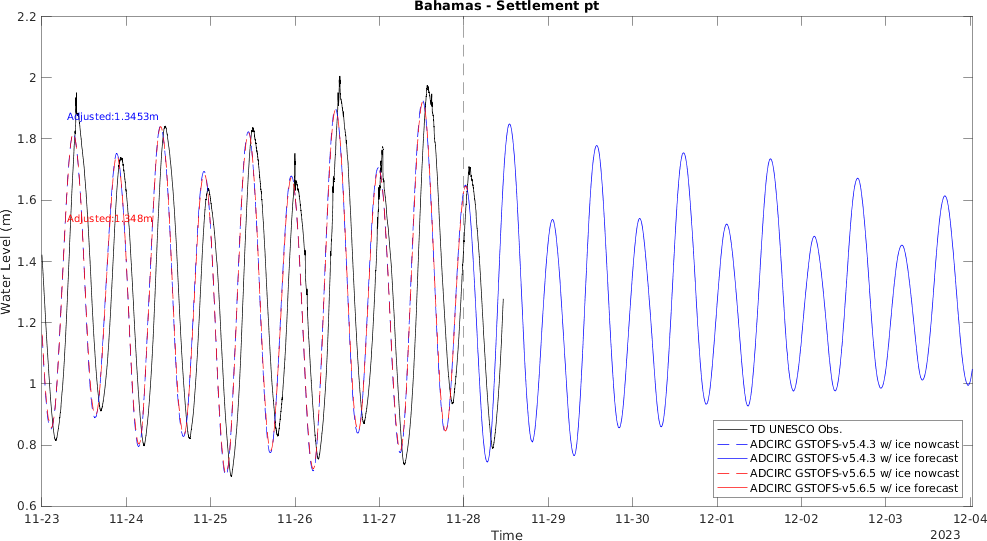 Bahamas - Settlement pt
2.2
2
1.8
1.6
1.4
1.2
1
0.8
0.6
Water Level (m)
Adjusted:1.3453m
Adjusted:1.348m
TD UNESCO Obs.
ADCIRC GSTOFS-v5.4.3 w/ ice nowcast
ADCIRC GSTOFS-v5.4.3 w/ ice forecast
ADCIRC GSTOFS-v5.6.5 w/ ice nowcast
ADCIRC GSTOFS-v5.6.5 w/ ice forecast
11-23 11-24 11-25 11-26 11-27 11-28 11-29 11-30 12-01 12-02 12-03 12-04
Time
2023